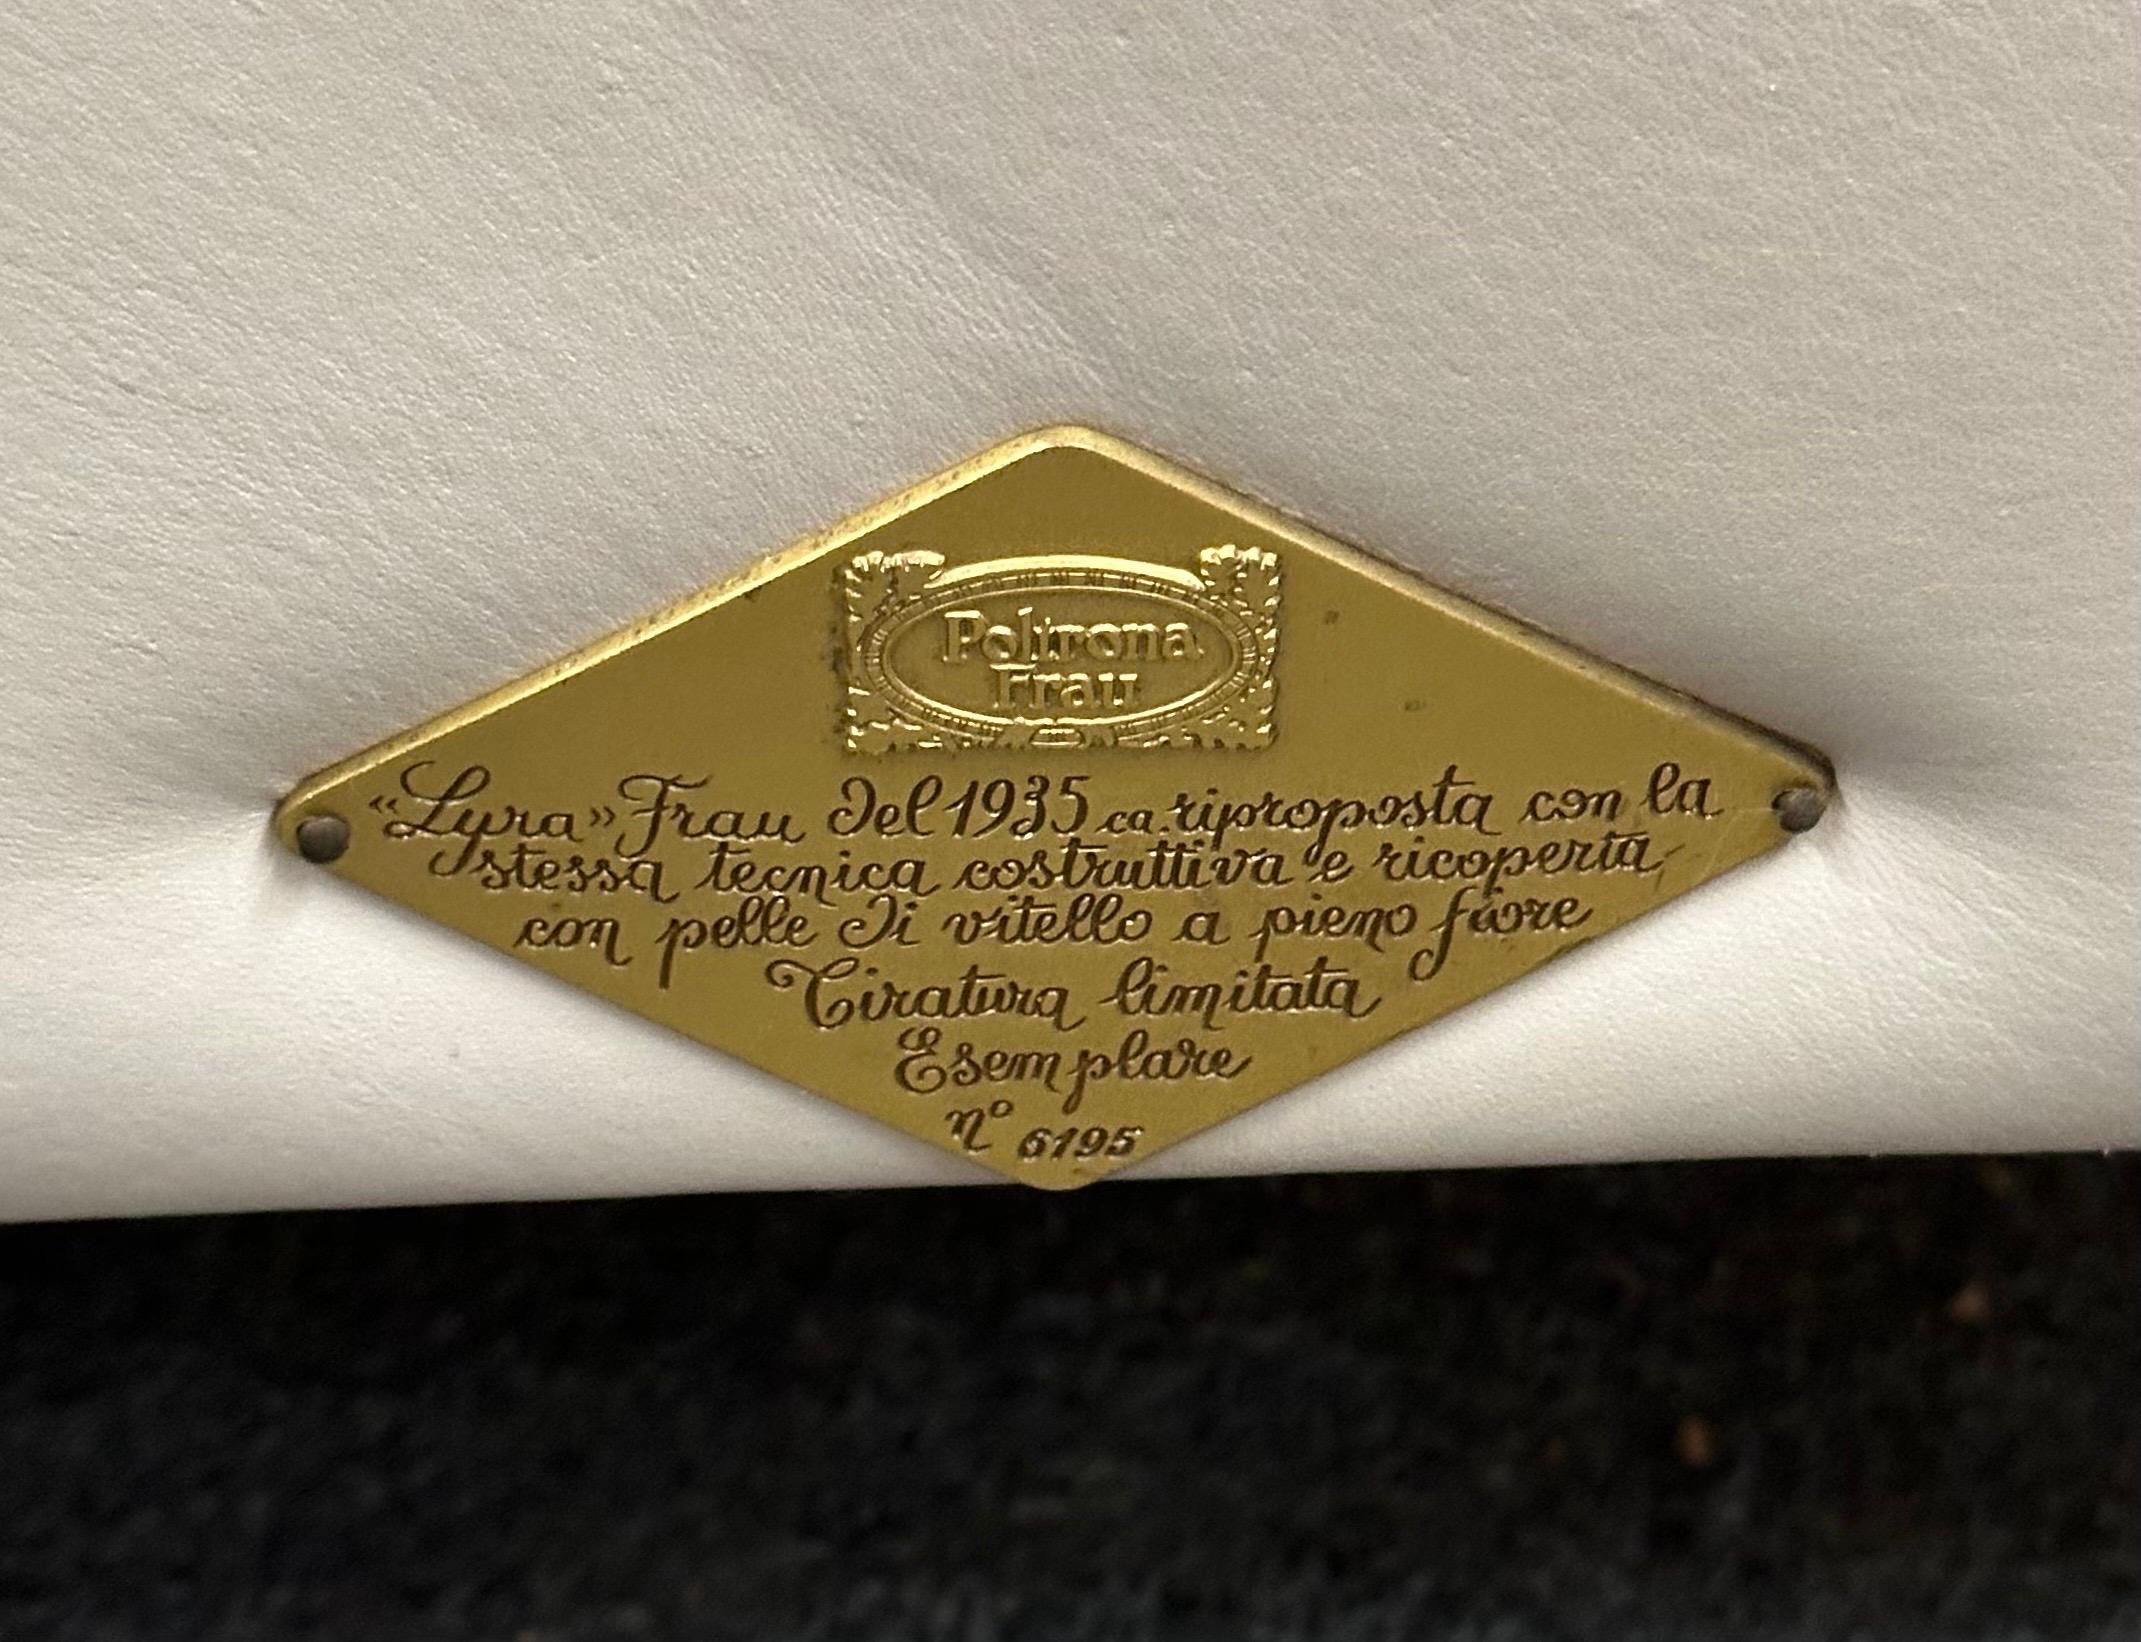 Poltrona
Frau
“Lyra” Frau del 1935 ca. riproposta con la
stessa tecnica costruttiva e ricoperta
con pelle di vitello a pieno fiore
Tiratura limitata
Esemplare
n° 6195